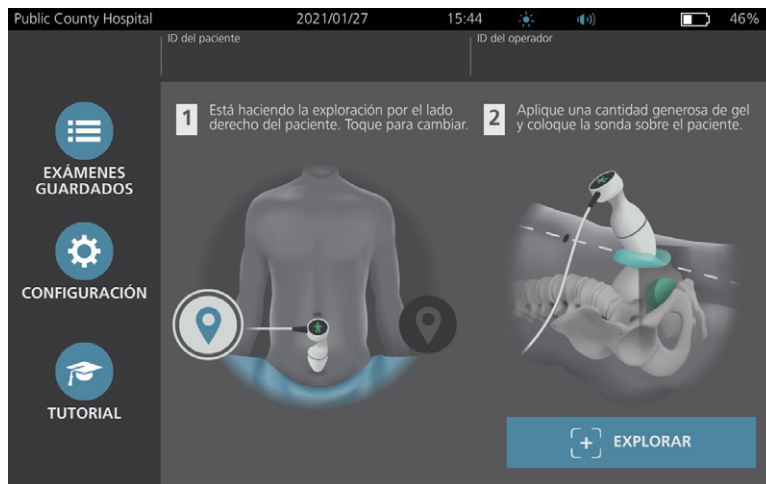 Public County Hospital 2021/01/27 15:44 46%
ID del paciente
ID del operador
1 Está haciendo la exploración por el lado
derecho del paciente. Toque para cambiar.
2 Aplique una cantidad generosa de gel
y coloque la sonda sobre el paciente.
EXÁMENES
GUARDADOS
CONFIGURACIÓN
TUTORIAL
EXPLORAR